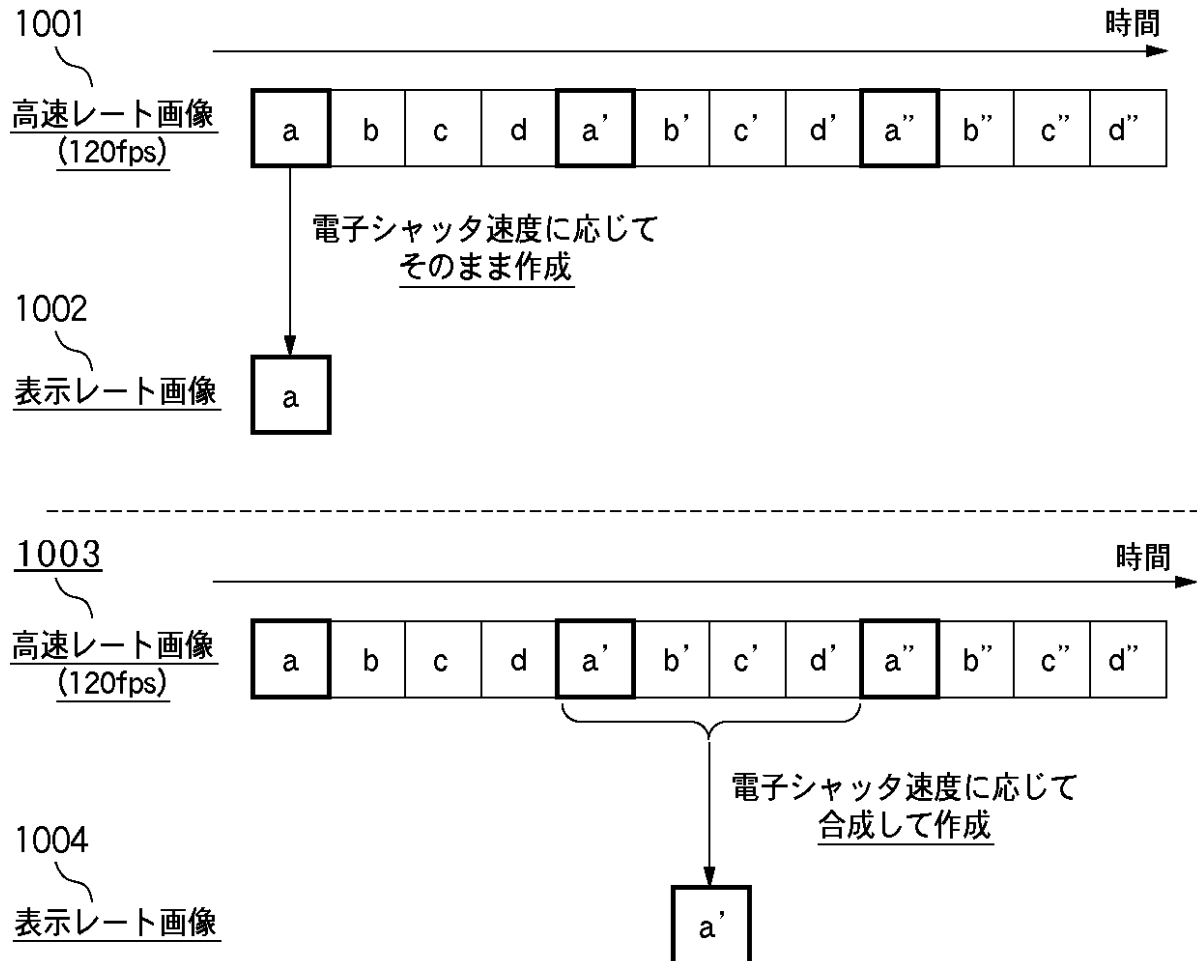 1001
時間
高速レート画像
(120fps)
a b c d a’ b’ c’ d’ a” b” c” d”
電子シャッタ速度に応じて
そのまま作成
1002
表示レート画像
a
1003
時間
高速レート画像
(120fps)
a b c d a’ b’ c’ d’ a” b” c” d”
電子シャッタ速度に応じて
合成して作成
1004
表示レート画像
a’